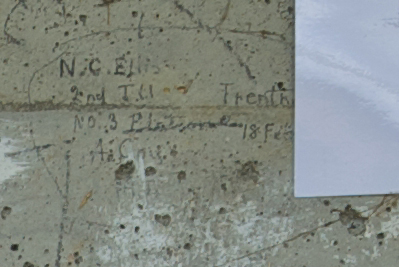 N.C. Ellis
2nd T.U Trenth
No. 3 Platoon 18 Feb
A. Coy